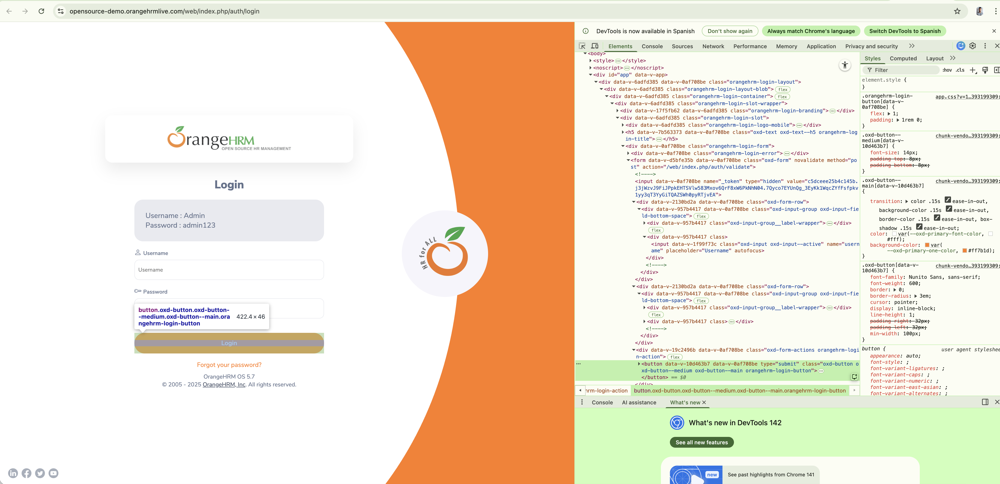 opensource-demo.orangehrmlive.com/web/index.php/auth/login
OrangeHRM
OPEN SOURCE HR MANAGEMENT
Login
Username : Admin
Password : admin123
Username
Username
Password
button.oxd-button.oxd-button-
-medium.oxd-button--main.ora
ngehrm-login-button
422.4 × 46
Login
Forgot your password?
OrangeHRM OS 5.7
© 2005 - 2025 OrangeHRM, Inc. All rights reserved.
HR for ALL
DevTools is now available in Spanish Don't show again Always match Chrome's language Switch DevTools to Spanish
Elements Console Sources Network Performance Memory Application Privacy and security
<body>
<style> </style>
<noscript> </noscript>
<div id="app" data-v-app>
<div data-v-6adfd385 data-v-0af708be class="orangehrm-login-layout">
<div data-v-6adfd385 class="orangehrm-login-layout-blob"> flex
<div data-v-6adfd385 class="orangehrm-login-container"> flex
<div data-v-6adfd385 class="orangehrm-login-slot-wrapper">
<div data-v-17f5fb62 data-v-6adfd385 class="orangehrm-login-branding"> </div>
<div data-v-6adfd385 class="orangehrm-login-slot">
<div data-v-6adfd385 class="orangehrm-login-logo-mobile"> </div>
<h5 data-v-7b563373 data-v-0af708be class="oxd-text oxd-text--h5 orangehrm-log
in-title"> </h5>
<div data-v-0af708be class="orangehrm-login-form">
<div data-v-0af708be class="orangehrm-login-error"> </div>
<form data-v-d5bfe35b data-v-0af708be class="oxd-form" novalidate method="po
st" action="/web/index.php/auth/validate">
<!---->
<input data-v-0af708be name="_token" type="hidden" value="c5dceee25b4c145b.
j3jWzvJ9FiJPpkEHTSVlw583Mxov6QrF8xW6PkNhN04.7Qyco7EYUnQg_3EyKk1WqcZYfFsfpkv
1yy3qT3YyGiTQAZSWh0pyRTjvEA">
<div data-v-2130bd2a data-v-0af708be class="oxd-form-row">
<div data-v-957b4417 data-v-0af708be class="oxd-input-group oxd-input-fie
ld-bottom-space"> flex
<div data-v-957b4417 class="oxd-input-group__label-wrapper"> </div>
flex
<div data-v-957b4417 class>
<input data-v-1f99f73c class="oxd-input oxd-input--active" name="usern
ame" placeholder="Username" autofocus>
</div>
<!---->
</div>
</div>
<div data-v-2130bd2a data-v-0af708be class="oxd-form-row">
<div data-v-957b4417 data-v-0af708be class="oxd-input-group oxd-input-fie
ld-bottom-space"> flex
<div data-v-957b4417 class="oxd-input-group__label-wrapper"> </div>
flex
<div data-v-957b4417 class> </div>
<!---->
</div>
</div>
<div data-v-19c2496b data-v-0af708be class="oxd-form-actions orangehrm-logi
n-action"> flex
<button data-v-10d463b7 data-v-0af708be type="submit" class="oxd-button o
xd-button--medium oxd-button--main orangehrm-login-button">
</button> == $0
</div>
hrm-login-action button.oxd-button.oxd-button--medium.oxd-button--main.orangehrm-login-button
Styles Computed Layout
Filter :hov .cls
element.style {
}
.orangehrm-login- app.css?v=1…393199309:
button[data-v-
0af708be] {
flex: 1;
padding: 1rem 0;
}
.oxd-button-- chunk-vendo…393199309:
medium[data-v-
10d463b7] {
font-size: 14px;
padding-top: 8px;
padding-bottom: 8px;
}
.oxd-button-- chunk-vendo…393199309:
main[data-v-10d463b7]
{
transition: color .15s ease-in-out,
background-color .15s ease-in-out,
border-color .15s ease-in-out, box-
shadow .15s ease-in-out;
color: var(--oxd-primary-font-color,
#fff);
background-color: var(
--oxd-primary-one-color, #ff7b1d);
}
.oxd-button[data-v- chunk-vendo…393199309:
10d463b7] {
font-family: Nunito Sans, sans-serif;
font-weight: 600;
border: 0;
border-radius: 3em;
cursor: pointer;
display: inline-block;
line-height: 1;
padding-right: 32px;
padding-left: 32px;
min-width: 100px;
}
button { user agent styleshee
appearance: auto;
font-style: ;
font-variant-ligatures: ;
font-variant-caps: ;
font-variant-numeric: ;
font-variant-east-asian: ;
font-variant-alternates: ;
Console AI assistance What's new
What's new in DevTools 142
See all new features
new
See past highlights from Chrome 141